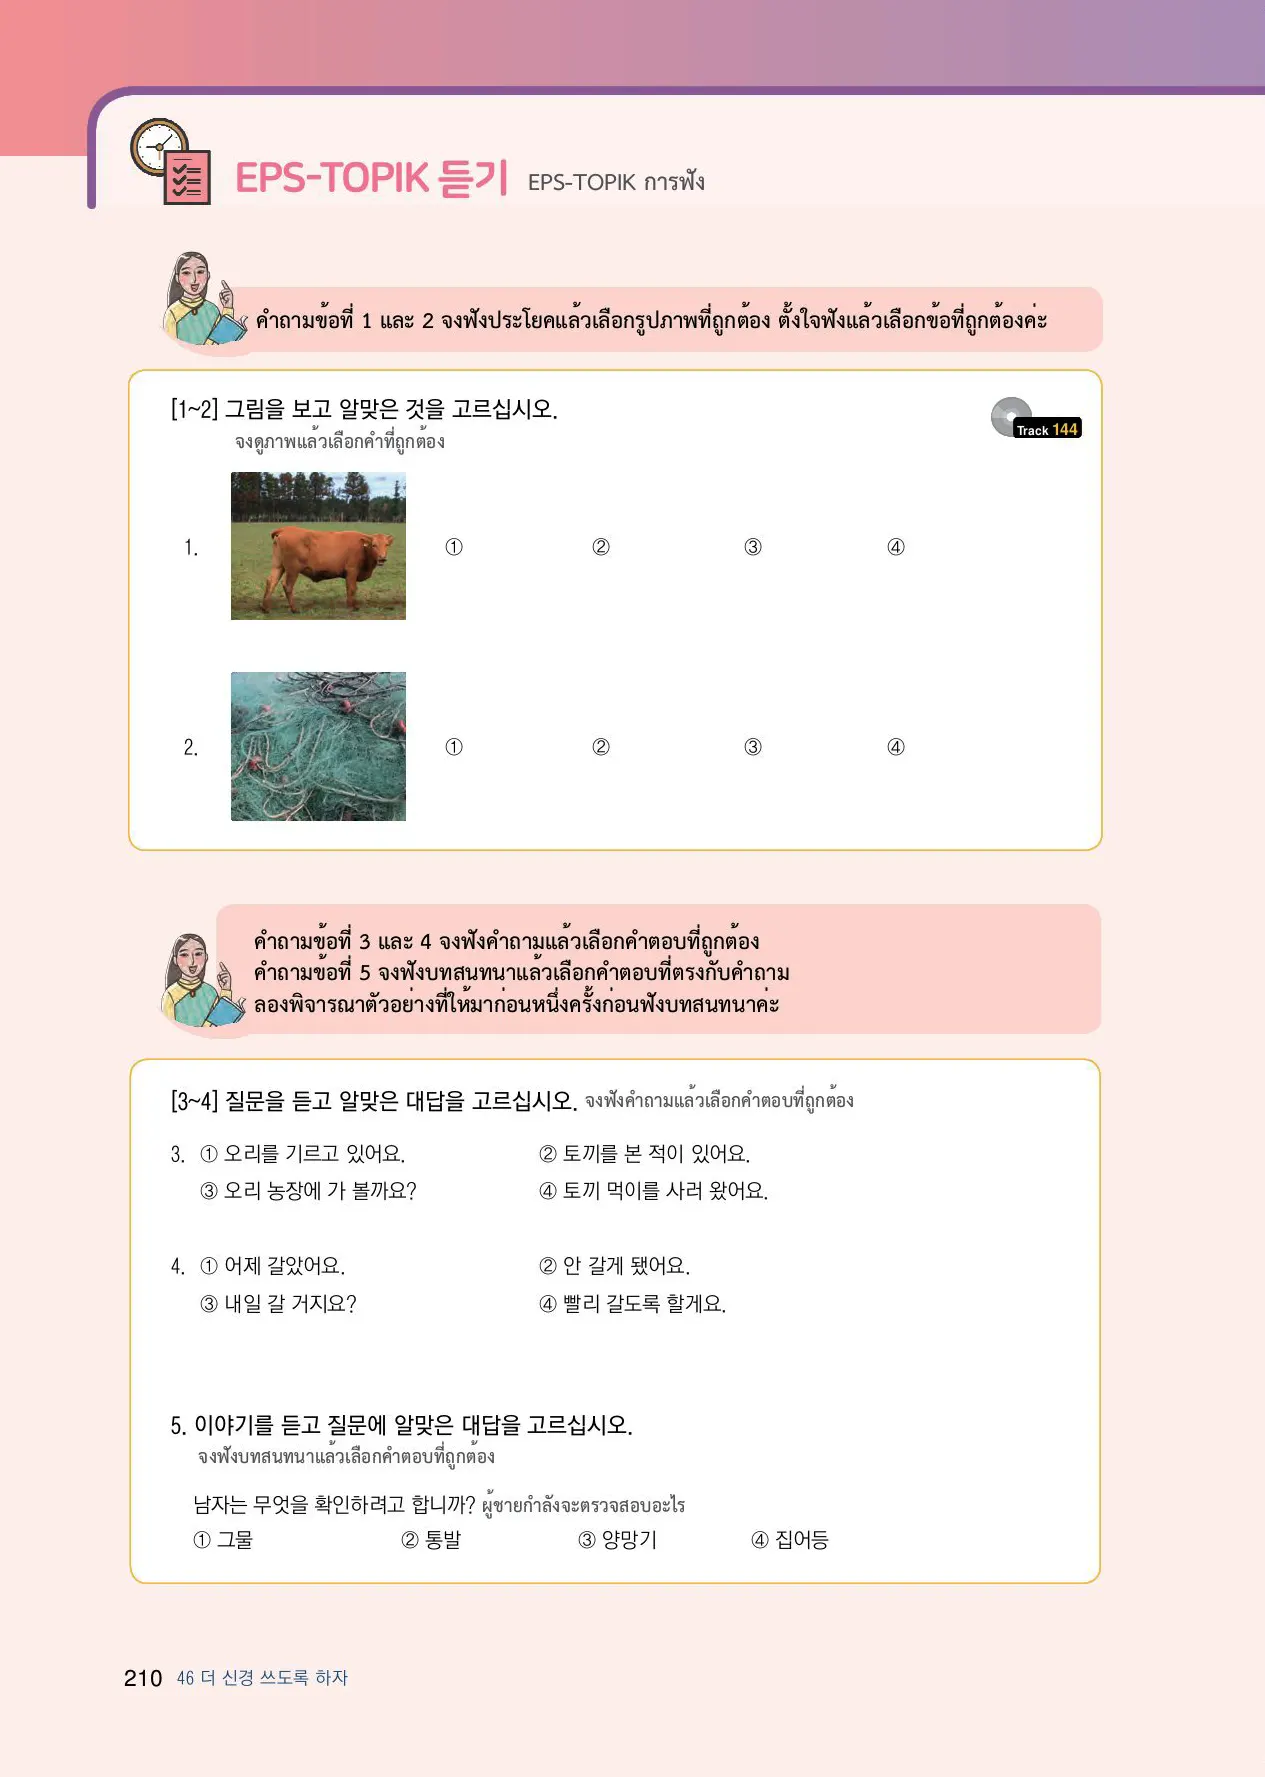 EPS-TOPIK 듣기 EPS-TOPIK การฟัง
คำถามข้อที่ 1 และ 2 จงฟังประโยคแล้วเลือกรูปภาพที่ถูกต้อง ตั้งใจฟังแล้วเลือกข้อที่ถูกต้องค่ะ
[1~2] 그림을 보고 알맞은 것을 고르십시오.
Track 144
จงดูภาพแล้วเลือกคำที่ถูกต้อง
1. ① ② ③ ④
2. ① ② ③ ④
คำถามข้อที่ 3 และ 4 จงฟังคำถามแล้วเลือกคำตอบที่ถูกต้อง
คำถามข้อที่ 5 จงฟังบทสนทนาแล้วเลือกคำตอบที่ตรงกับคำถาม
ลองพิจารณาตัวอย่างที่ให้มาก่อนหนึ่งครั้งก่อนฟังบทสนทนาค่ะ
[3~4] 질문을 듣고 알맞은 대답을 고르십시오. จงฟังคำถามแล้วเลือกคำตอบที่ถูกต้อง
3. ① 오리를 기르고 있어요. ② 토끼를 본 적이 있어요.
③ 오리 농장에 가 볼까요? ④ 토끼 먹이를 사러 왔어요.
4. ① 어제 갈았어요. ② 안 갈게 됐어요.
③ 내일 갈 거지요? ④ 빨리 갈도록 할게요.
5. 이야기를 듣고 질문에 알맞은 대답을 고르십시오.
จงฟังบทสนทนาแล้วเลือกคำตอบที่ถูกต้อง
남자는 무엇을 확인하려고 합니까? ผู้ชายกำลังจะตรวจสอบอะไร
① 그물 ② 통발 ③ 양망기 ④ 집어등
210 46 더 신경 쓰도록 하자